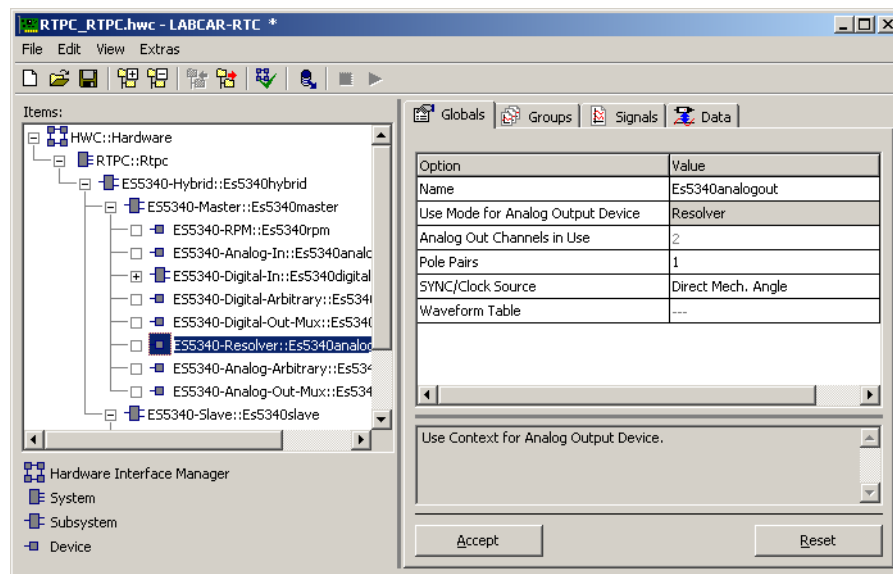 RTPC_RTPC.hwc - LABCAR-RTC *
File Edit View Extras
Items:
HWC::Hardware
RTPC::Rtpc
ES5340-Hybrid::Es5340hybrid
ES5340-Master::Es5340master
ES5340-RPM::Es5340rpm
ES5340-Analog-In::Es5340analo
ES5340-Digital-In::Es5340digital
ES5340-Digital-Arbitrary::Es534
ES5340-Digital-Out-Mux::Es534
ES5340-Resolver::Es5340analog
ES5340-Analog-Arbitrary::Es534
ES5340-Analog-Out-Mux::Es534
ES5340-Slave::Es5340slave
Hardware Interface Manager
System
Subsystem
Device
Globals Groups Signals Data
Option Value
Name Es5340analogout
Use Mode for Analog Output Device Resolver
Analog Out Channels in Use 2
Pole Pairs 1
SYNC/Clock Source Direct Mech. Angle
Waveform Table ---
Use Context for Analog Output Device.
Accept Reset